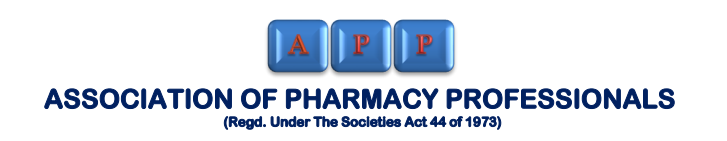 A P P
ASSOCIATION OF PHARMACY PROFESSIONALS
(Regd. Under The Societies Act 44 of 1973)